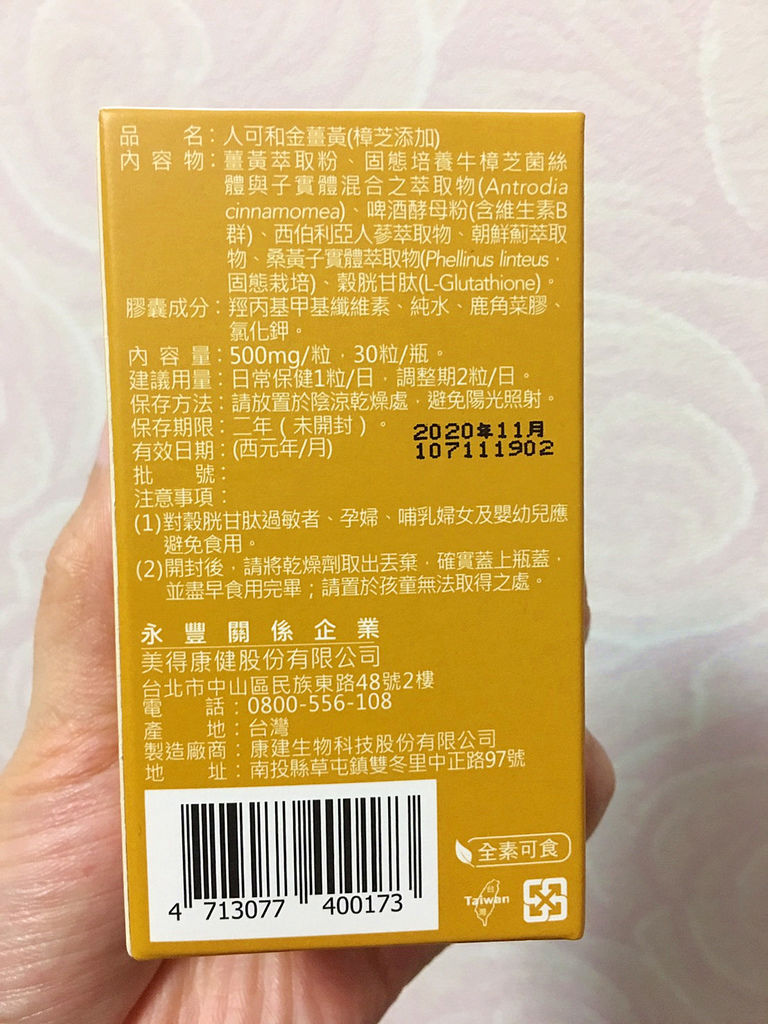 品名：人可和金薑黃(樟芝添加)
內容物：薑黃萃取粉、固態培養牛樟芝菌絲
體與子實體混合之萃取物(Antrodia
cinnamomea)、啤酒酵母粉(含維生素B
群)、西伯利亞人蔘萃取物、朝鮮薊萃取
物、桑黃子實體萃取物(Phellinus linteus，
固態栽培)、穀胱甘肽(L-Glutathione)。
膠囊成分：羥丙基甲基纖維素、純水、鹿角菜膠、
氯化鉀。
內容量：500mg/粒，30粒/瓶。
建議用量：日常保健1粒/日，調整期2粒/日。
保存方法：請放置於陰涼乾燥處，避免陽光照射。
保存期限：二年（未開封）。
有效日期：(西元年/月) 2020年11月
批號： 107111902
注意事項：
(1)對穀胱甘肽過敏者、孕婦、哺乳婦女及嬰幼兒應
避免食用。
(2)開封後，請將乾燥劑取出丟棄，確實蓋上瓶蓋，
並盡早食用完畢；請置於孩童無法取得之處。
永豐關係企業
美得康健股份有限公司
台北市中山區民族東路48號2樓
電話：0800-556-108
產地：台灣
製造廠商：康建生物科技股份有限公司
地址：南投縣草屯鎮雙冬里中正路97號
全素可食
台
Taiwan
灣
4 713077 400173